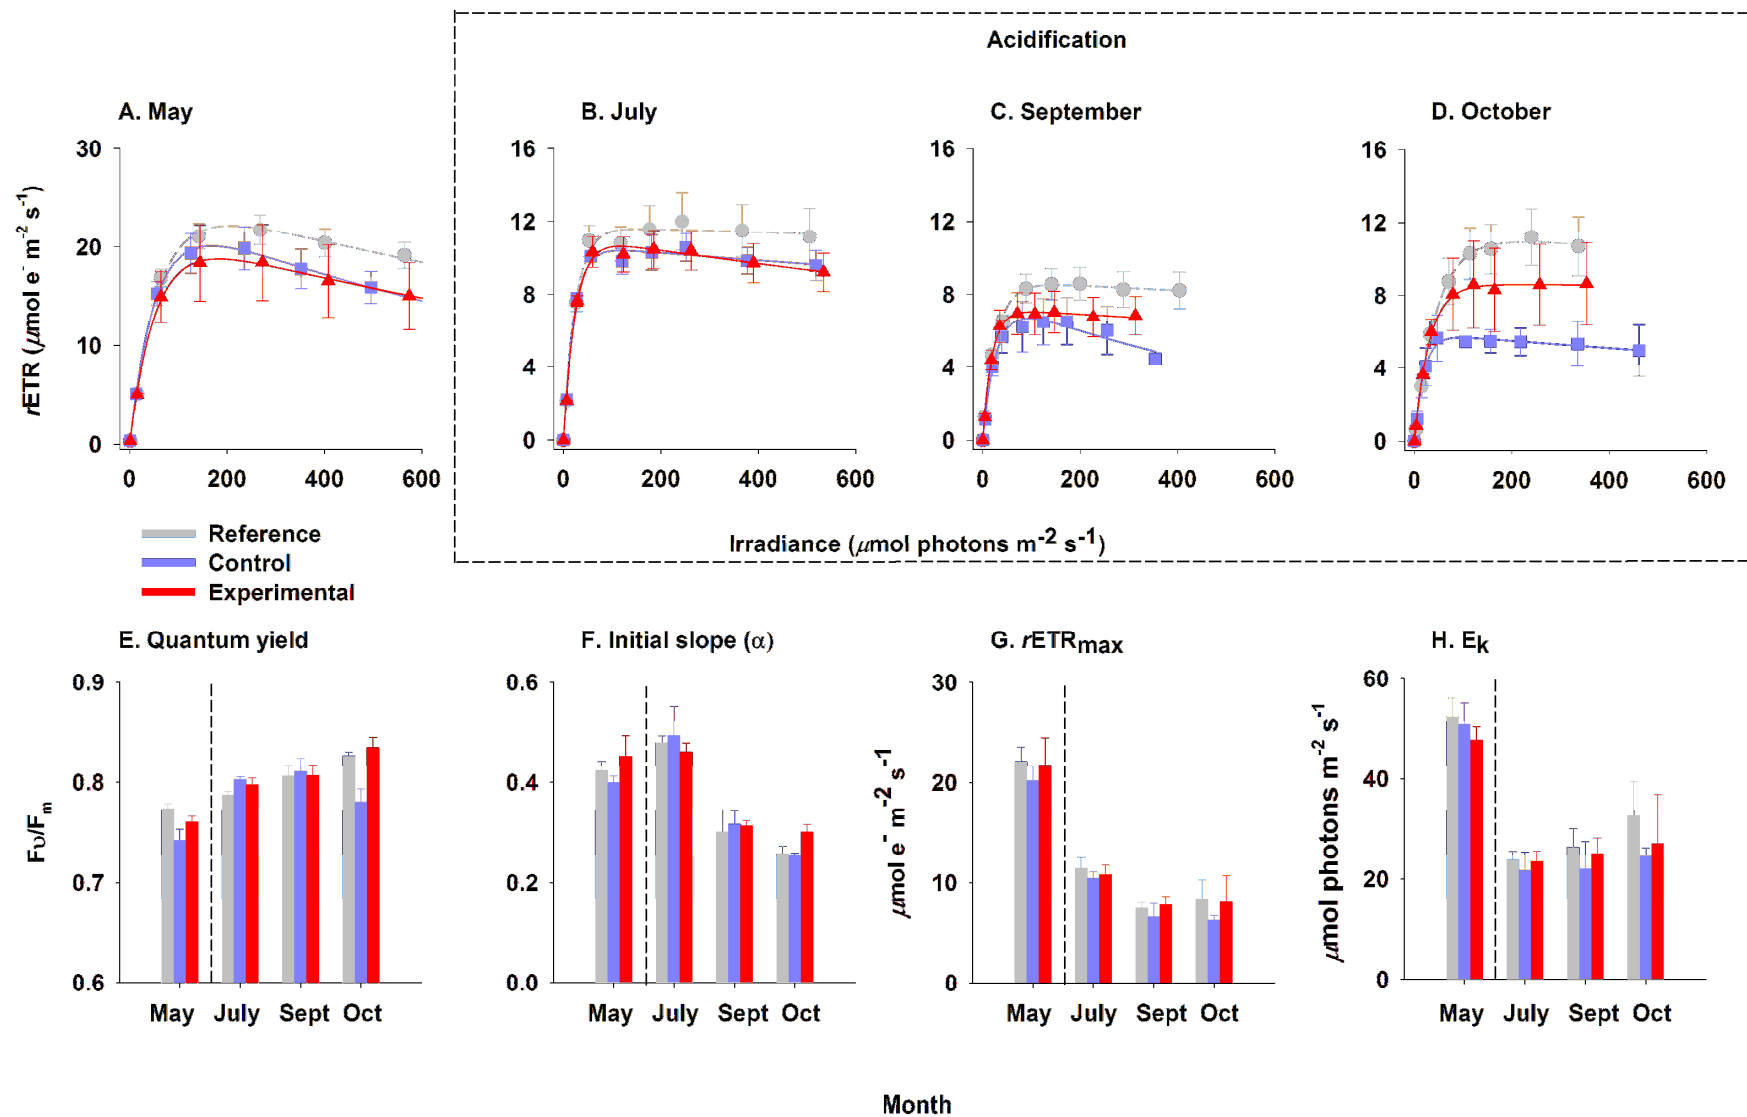 Acidification
A. May
B. July
C. September
D. October
rETR (μmol e⁻ m⁻² s⁻¹)
30
20
10
0
0 200 400 600
16
12
8
4
0
0 200 400 600
16
12
8
4
0
0 200 400 600
16
12
8
4
0
0 200 400 600
Irradiance (μmol photons m⁻² s⁻¹)
Reference
Control
Experimental
E. Quantum yield
F. Initial slope (α)
G. rETRmax
H. Ek
Fυ/Fm
0.9
0.8
0.7
0.6
May July Sept Oct
0.6
0.4
0.2
0.0
May July Sept Oct
μmol e⁻ m⁻² s⁻¹
30
20
10
0
May July Sept Oct
μmol photons m⁻² s⁻¹
60
40
20
0
May July Sept Oct
Month